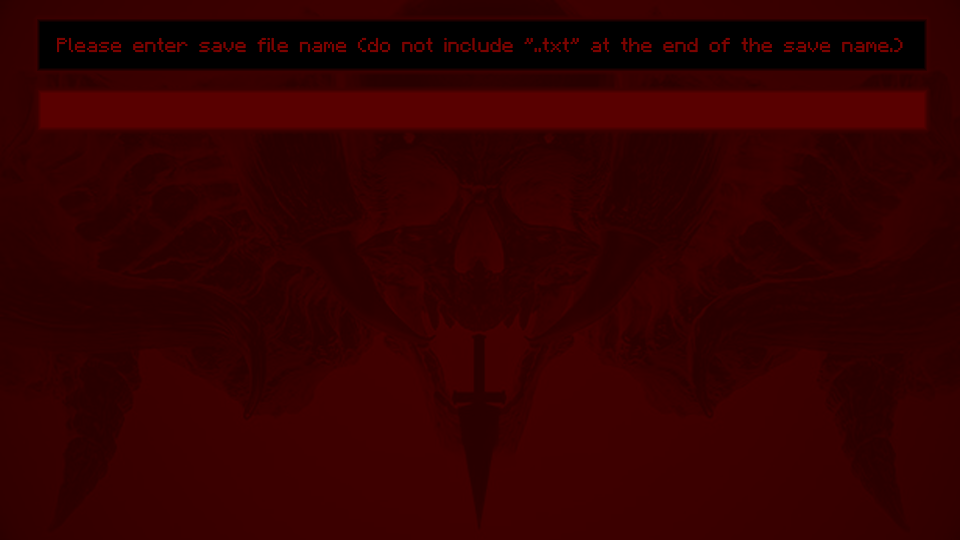 Please enter save file name (do not include "..txt" at the end of the save name.)